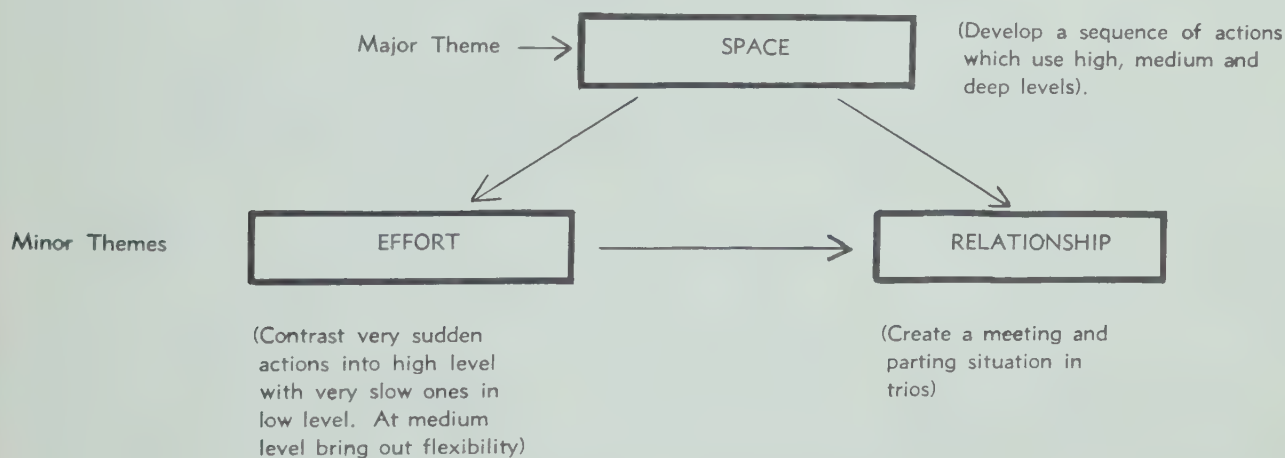 Major Theme
SPACE
(Develop a sequence of actions
which use high, medium and
deep levels).
Minor Themes
EFFORT
RELATIONSHIP
(Contrast very sudden
actions into high level
with very slow ones in
low level. At medium
level bring out flexibility)
(Create a meeting and
parting situation in
trios)